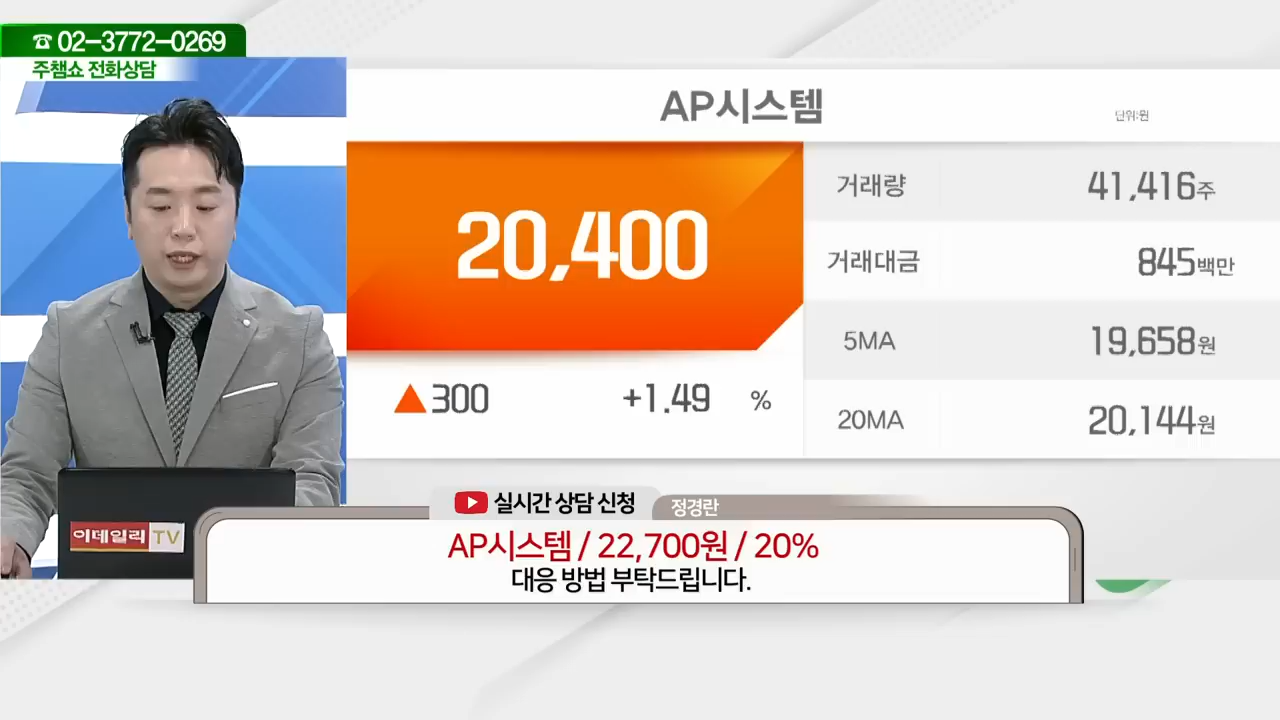 ☎ 02-3772-0269
주챔쇼 전화상담
AP시스템
단위:원
20,400
▲300 +1.49 %
거래량 41,416주
거래대금 845백만
5MA 19,658원
20MA 20,144원
실시간 상담 신청 정경란
AP시스템 / 22,700원 / 20%
대응 방법 부탁드립니다.
이데일리 TV